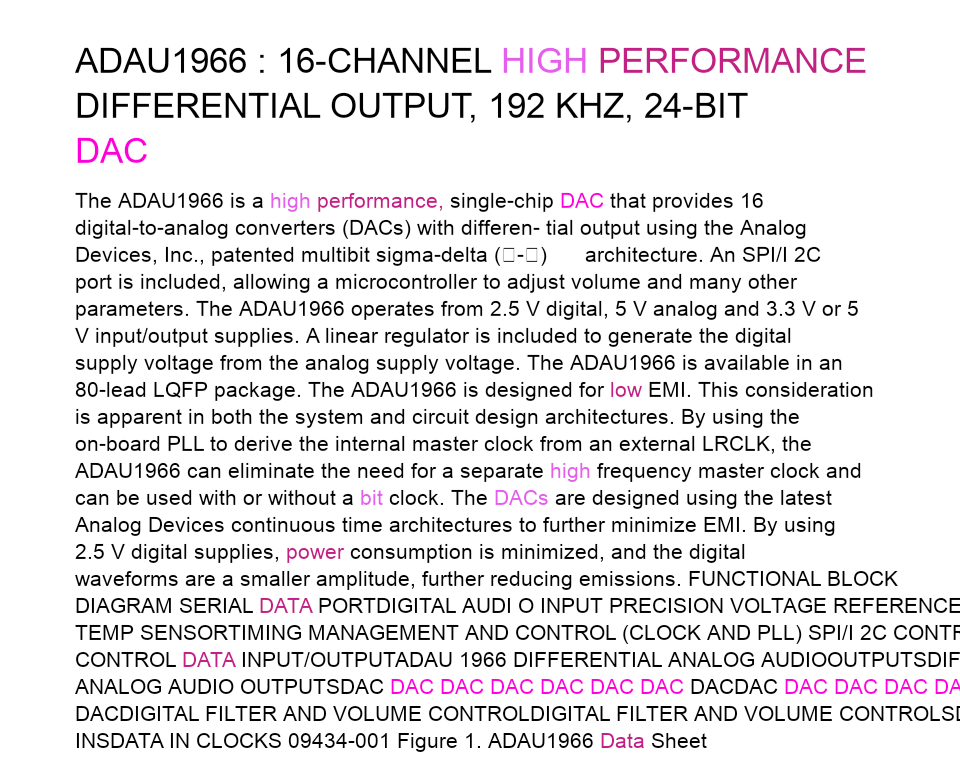 ADAU1966 : 16-CHANNEL HIGH PERFORMANCE
DIFFERENTIAL OUTPUT, 192 KHZ, 24-BIT
DAC
The ADAU1966 is a high performance, single-chip DAC that provides 16
digital-to-analog converters (DACs) with differen- tial output using the Analog
Devices, Inc., patented multibit sigma-delta (□-□) architecture. An SPI/I 2C
port is included, allowing a microcontroller to adjust volume and many other
parameters. The ADAU1966 operates from 2.5 V digital, 5 V analog and 3.3 V or 5
V input/output supplies. A linear regulator is included to generate the digital
supply voltage from the analog supply voltage. The ADAU1966 is available in an
80-lead LQFP package. The ADAU1966 is designed for low EMI. This consideration
is apparent in both the system and circuit design architectures. By using the
on-board PLL to derive the internal master clock from an external LRCLK, the
ADAU1966 can eliminate the need for a separate high frequency master clock and
can be used with or without a bit clock. The DACs are designed using the latest
Analog Devices continuous time architectures to further minimize EMI. By using
2.5 V digital supplies, power consumption is minimized, and the digital
waveforms are a smaller amplitude, further reducing emissions. FUNCTIONAL BLOCK
DIAGRAM SERIAL DATA PORTDIGITAL AUDI O INPUT PRECISION VOLTAGE REFERENCE
TEMP SENSORTIMING MANAGEMENT AND CONTROL (CLOCK AND PLL) SPI/I 2C CONTR
CONTROL DATA INPUT/OUTPUTADAU 1966 DIFFERENTIAL ANALOG AUDIOOUTPUTSDIF
ANALOG AUDIO OUTPUTSDAC DAC DAC DAC DAC DAC DAC DACDAC DAC DAC DAC DA
DACDIGITAL FILTER AND VOLUME CONTROLDIGITAL FILTER AND VOLUME CONTROLSD
INSDATA IN CLOCKS 09434-001 Figure 1. ADAU1966 Data Sheet